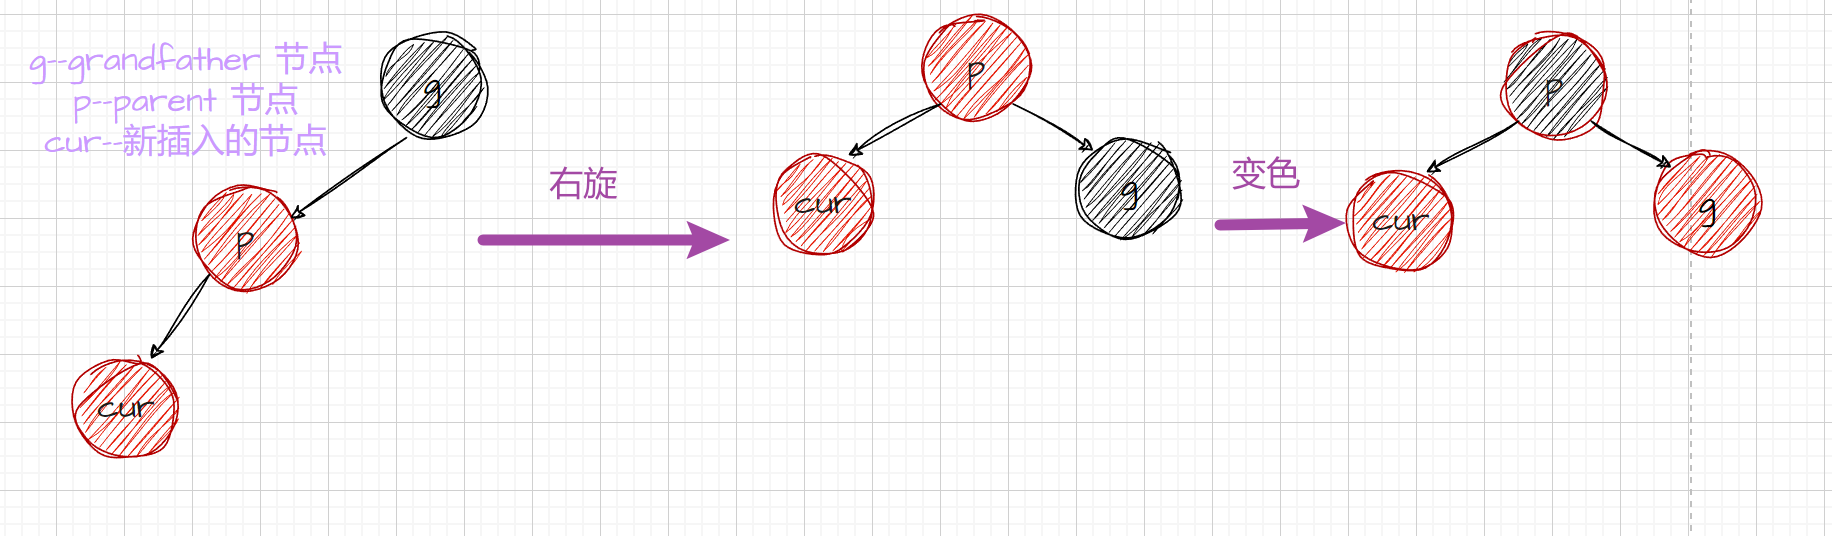 g--grandfather 节点
p--parent 节点
cur--新插入的节点
g
p
cur
右旋
p
cur
g
变色
p
cur
g